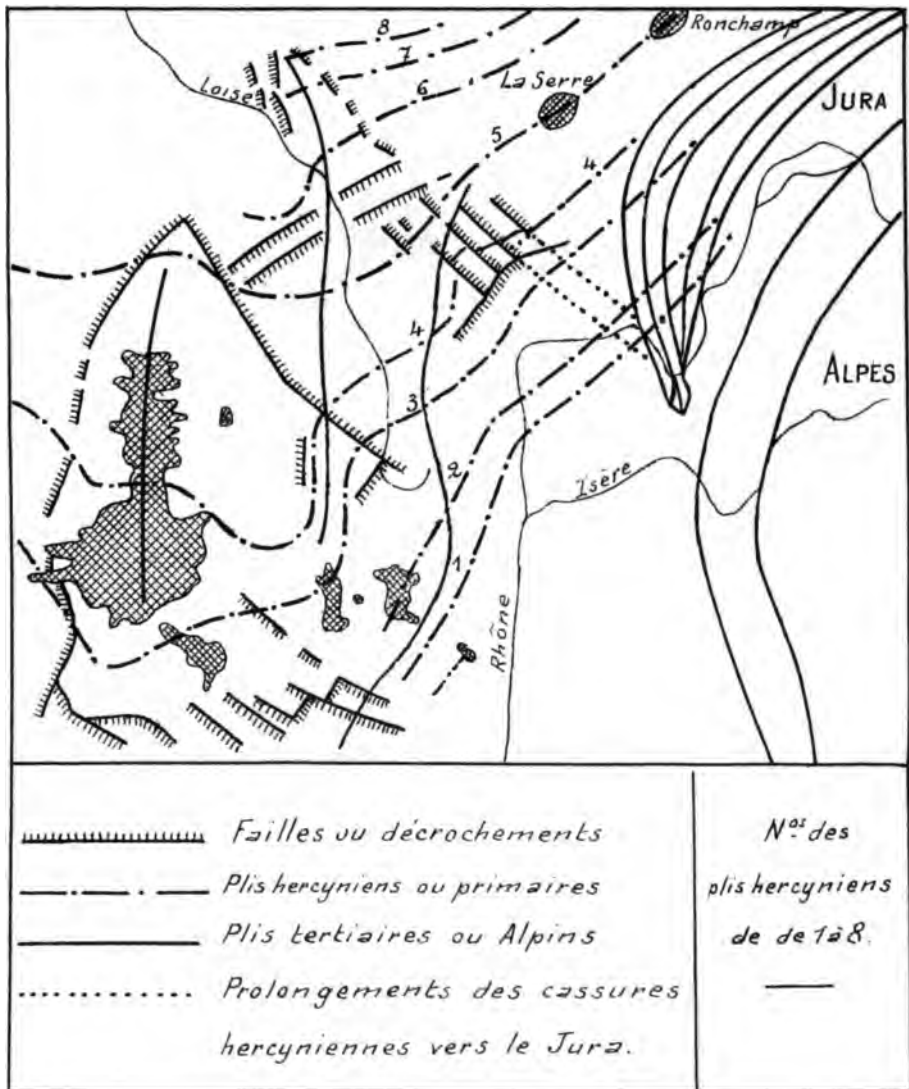 8
Ronchamp
7
Loise
6
La Serre
JURA
5
4
4
ALPES
3
2
Isère
1
Rhône
Failles ou décrochements
Plis hercyniens ou primaires
Plis tertiaires ou Alpins
Prolongements des cassures
hercyniennes vers le Jura.
Nos des
plis hercyniens
de de 1 à 8.